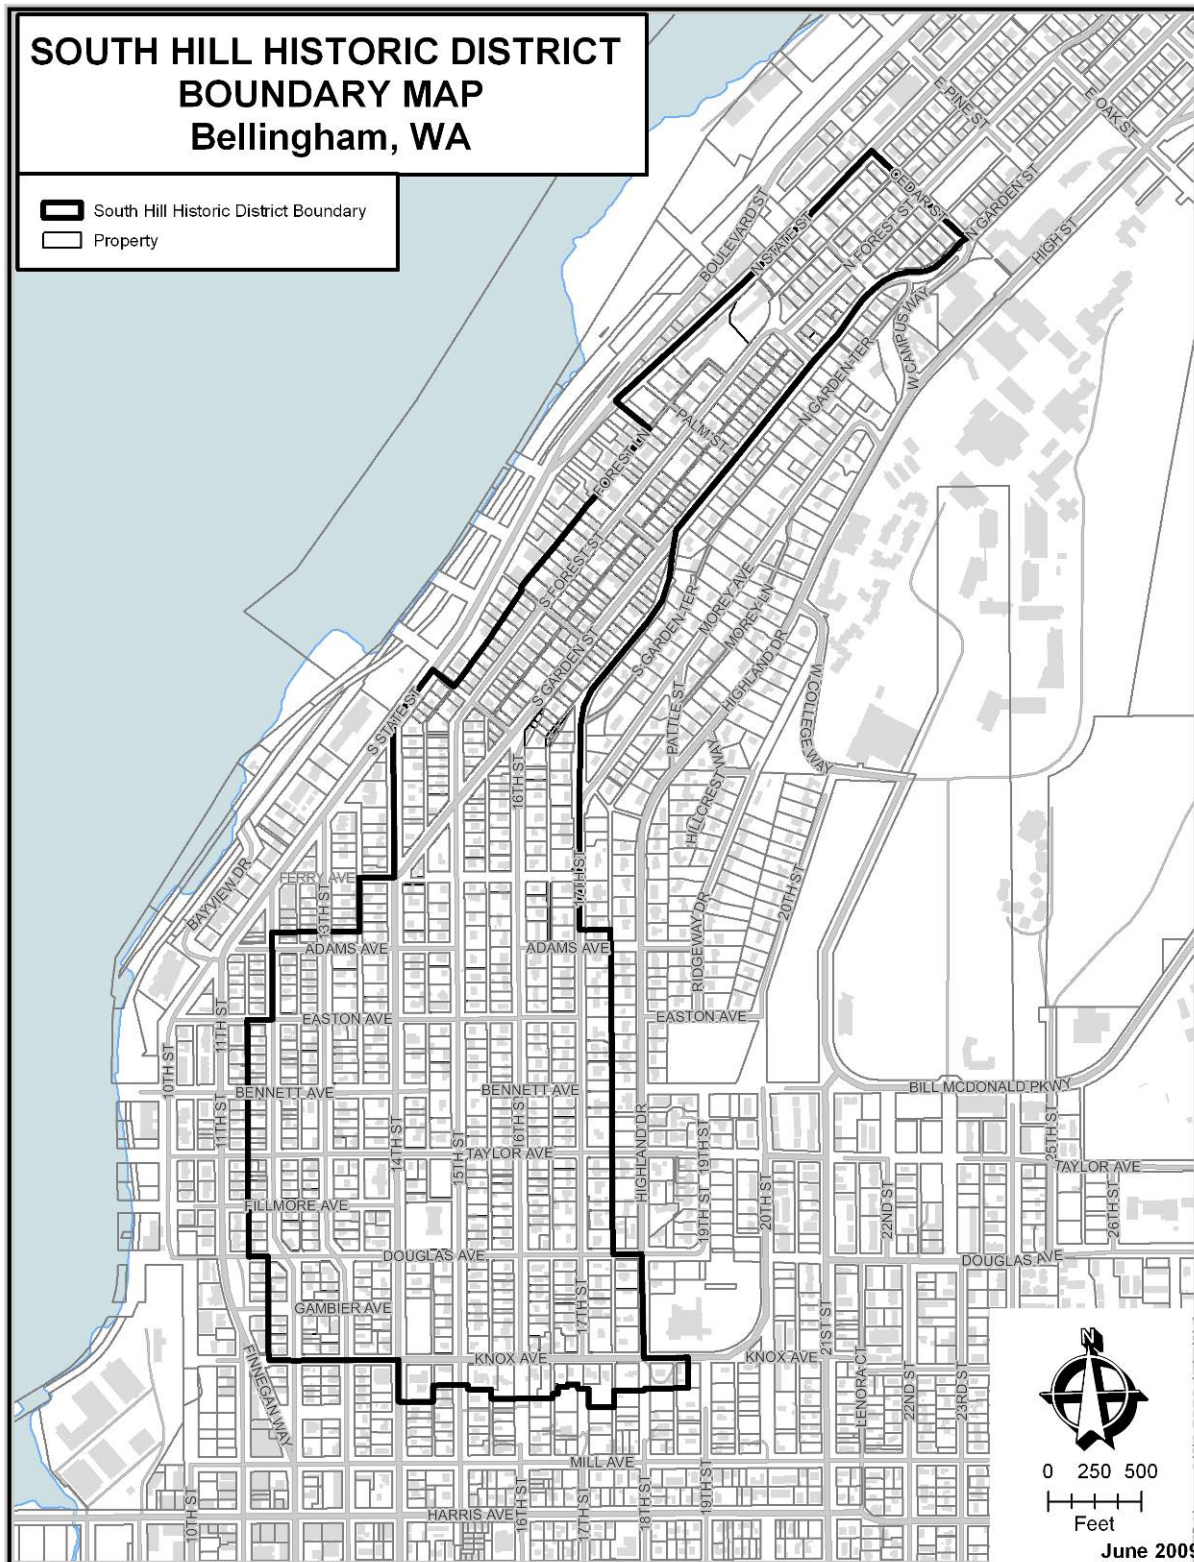 SOUTH HILL HISTORIC DISTRICT
BOUNDARY MAP
Bellingham, WA
South Hill Historic District Boundary
Property
E PINE ST
E OAK ST
CEDAR ST
N GARDEN ST
BOULEVARD ST
N STATE ST
N FOREST ST
HIGH ST
W CAMPUS WAY
N GARDEN TER
PALM ST
FOREST LN
S FOREST ST
MOREY AVE
MOREY LN
S GARDEN TER
S GARDEN ST
HIGHLAND DR
W COLLEGE WAY
PATTLE ST
S STATE ST
16TH ST
HILLCREST WAY
BAYVIEW DR
FERRY AVE
13TH ST
17TH ST
20TH ST
RIDGEWAY DR
ADAMS AVE
ADAMS AVE
11TH ST
EASTON AVE
EASTON AVE
10TH ST
BENNETT AVE
BENNETT AVE
BILL MCDONALD PKWY
11TH ST
14TH ST
15TH ST
16TH ST
HIGHLAND DR
19TH ST
25TH ST
TAYLOR AVE
TAYLOR AVE
FILLMORE AVE
19TH ST
20TH ST
22ND ST
26TH ST
DOUGLAS AVE
DOUGLAS AVE
GAMBIER AVE
17TH ST
21ST ST
FINNEGAN WAY
KNOX AVE
KNOX AVE
LENORA CT
22ND ST
23RD ST
MILL AVE
10TH ST
HARRIS AVE
16TH ST
17TH ST
18TH ST
19TH ST
N
0 250 500
Feet
June 2009